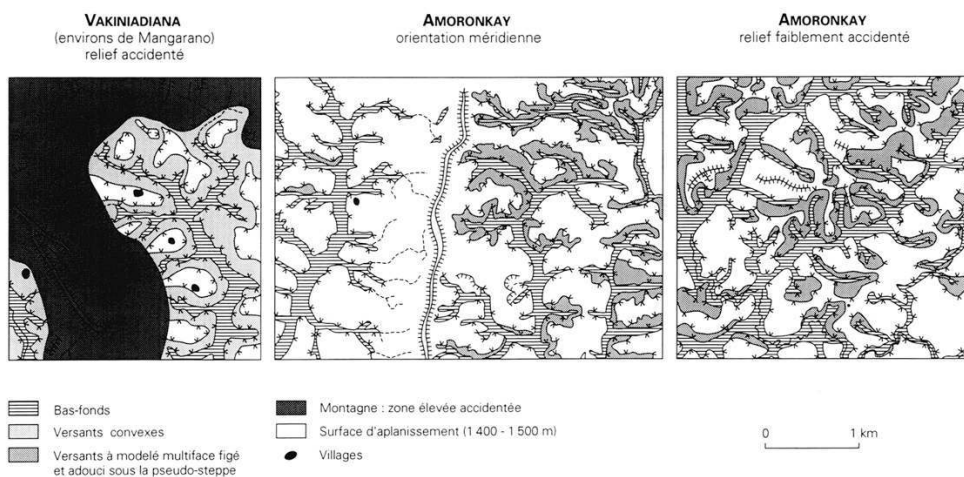 VAKINIADIANA
(environs de Mangarano)
relief accidenté
AMORONKAY
orientation méridienne
AMORONKAY
relief faiblement accidenté
Bas-fonds
Versants convexes
Versants à modelé multiface figé
et adouci sous la pseudo-steppe
Montagne : zone élevée accidentée
Surface d'aplanissement (1 400 - 1 500 m)
Villages
0 1 km